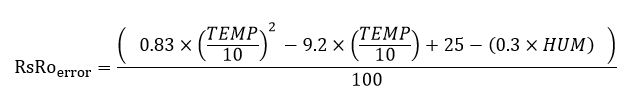 RsRo_error = ( 0.83 × (TEMP/10)² − 9.2 × (TEMP/10) + 25 − (0.3 × HUM) ) / 100